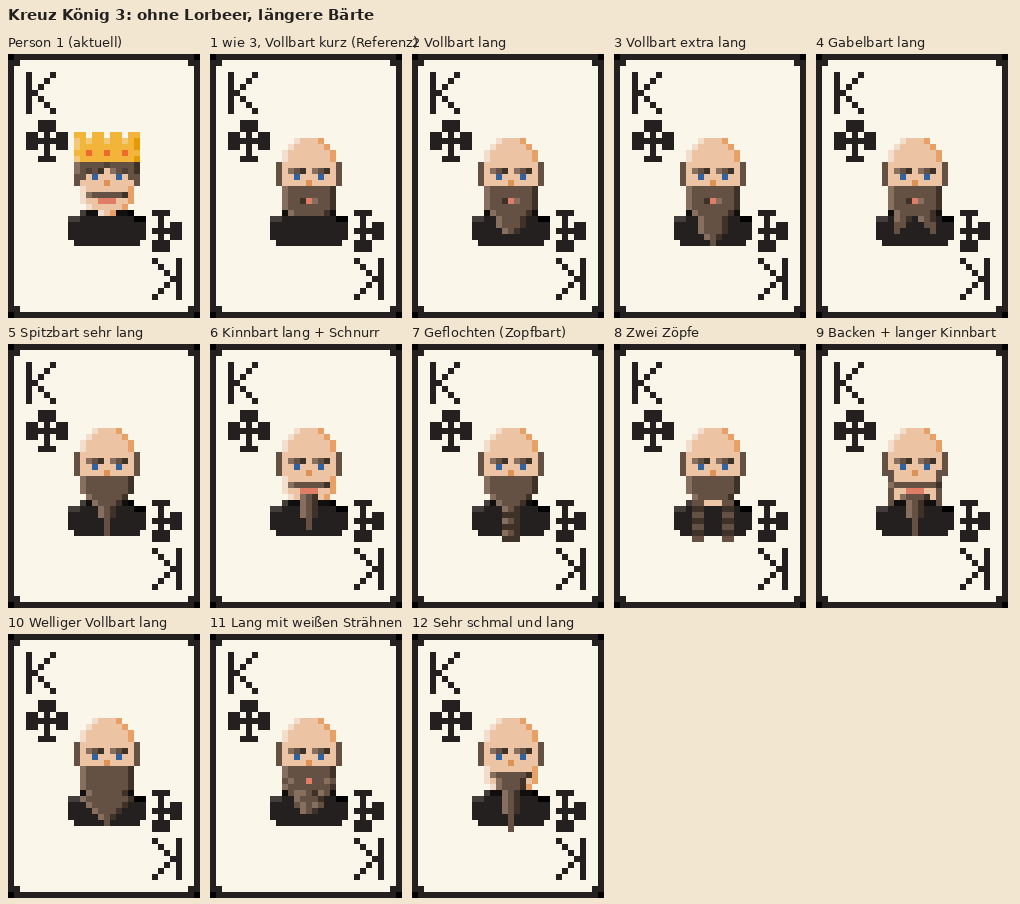 Kreuz König 3: ohne Lorbeer, längere Bärte
Person 1 (aktuell)
1 wie 3, Vollbart kurz (Referenz)
2 Vollbart lang
3 Vollbart extra lang
4 Gabelbart lang
K
K
K
K
K
K
K
K
K
K
5 Spitzbart sehr lang
6 Kinnbart lang + Schnurr
7 Geflochten (Zopfbart)
8 Zwei Zöpfe
9 Backen + langer Kinnbart
K
K
K
K
K
K
K
K
K
K
10 Welliger Vollbart lang
11 Lang mit weißen Strähnen
12 Sehr schmal und lang
K
K
K
K
K
K